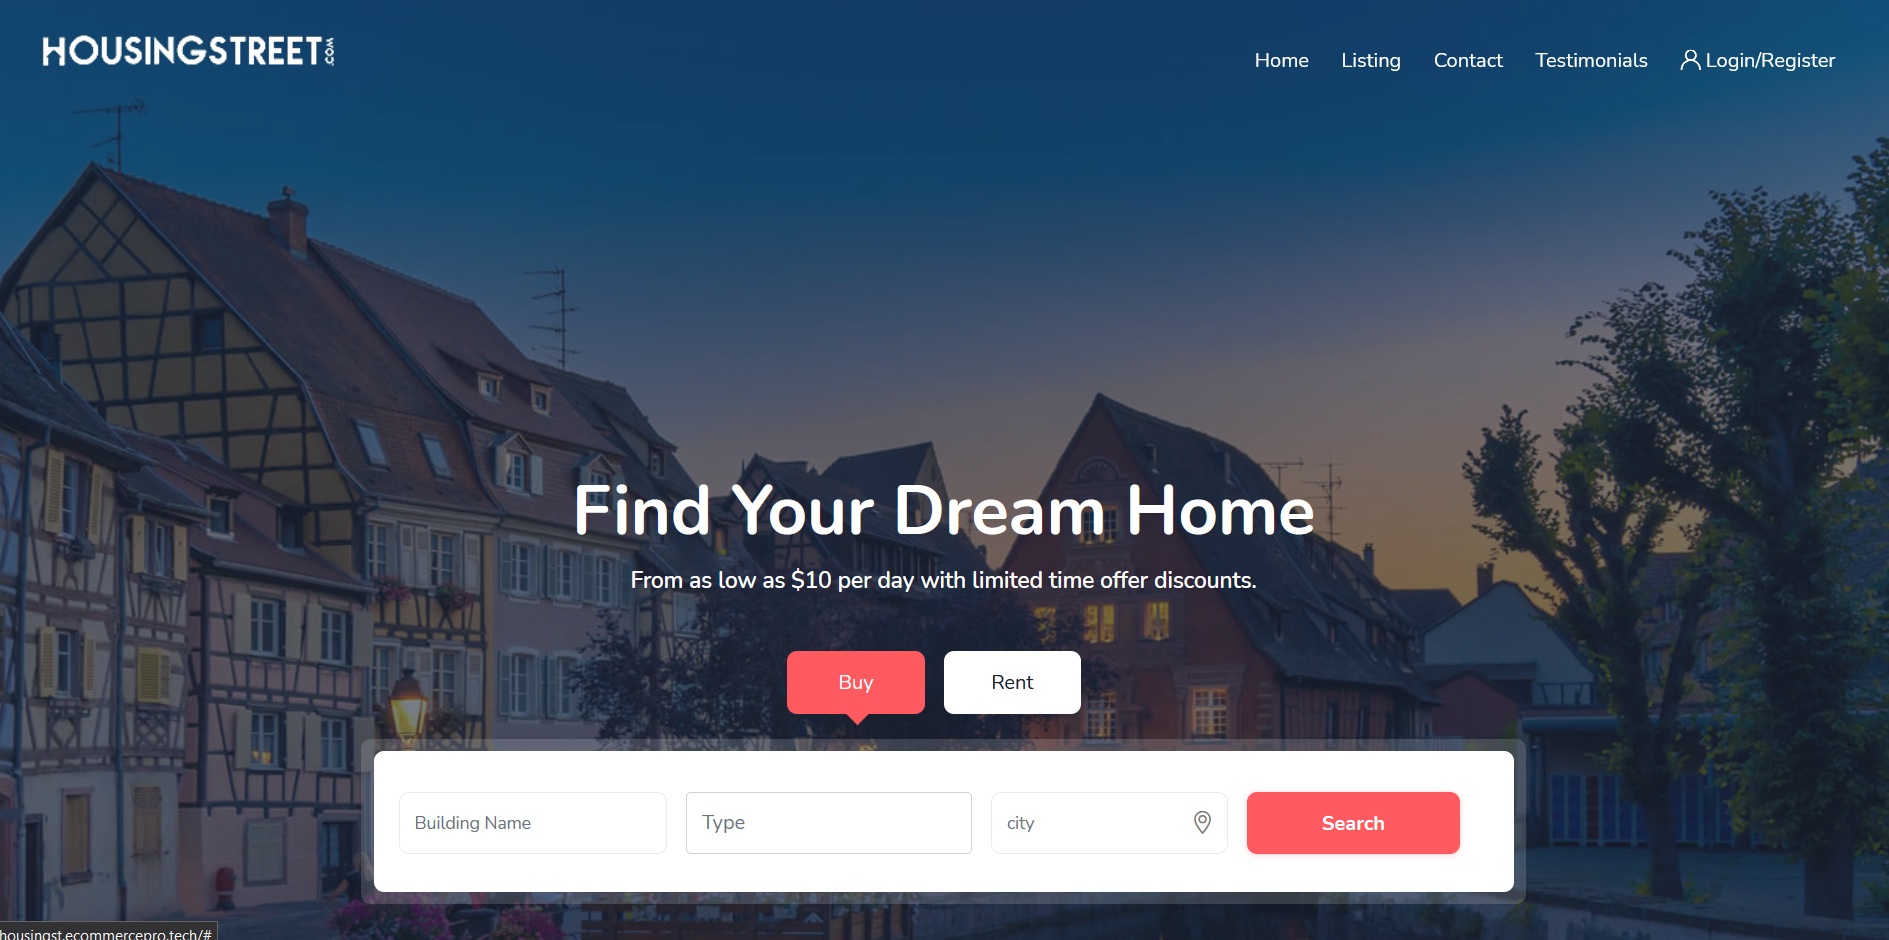 HOUSINGSTREET.COM
Home Listing Contact Testimonials Login/Register
Find Your Dream Home
From as low as $10 per day with limited time offer discounts.
Buy Rent
Building Name Type city Search
housingst.ecommercepro.tech/#